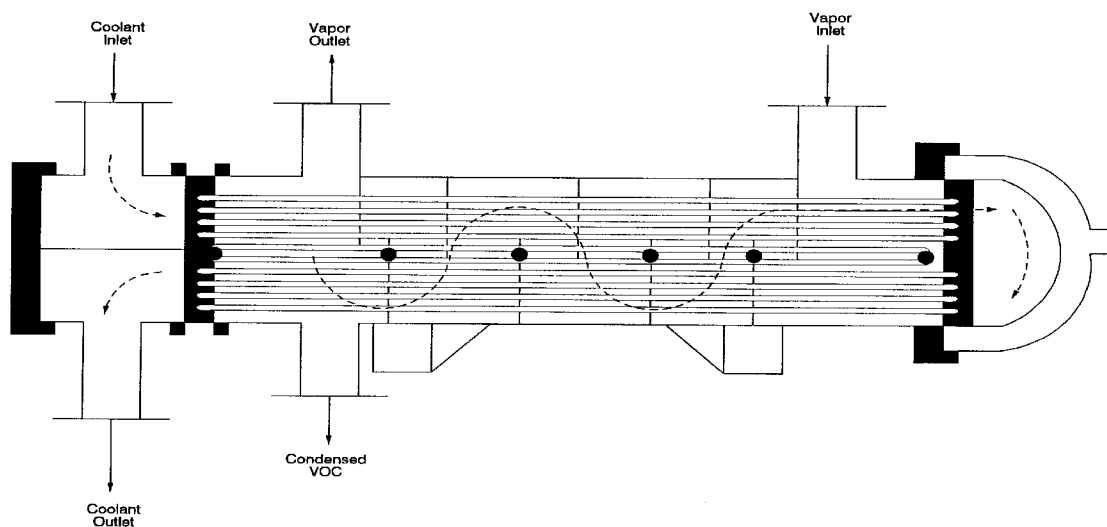 Coolant
Inlet
Vapor
Outlet
Vapor
Inlet
Condensed
VOC
Coolant
Outlet